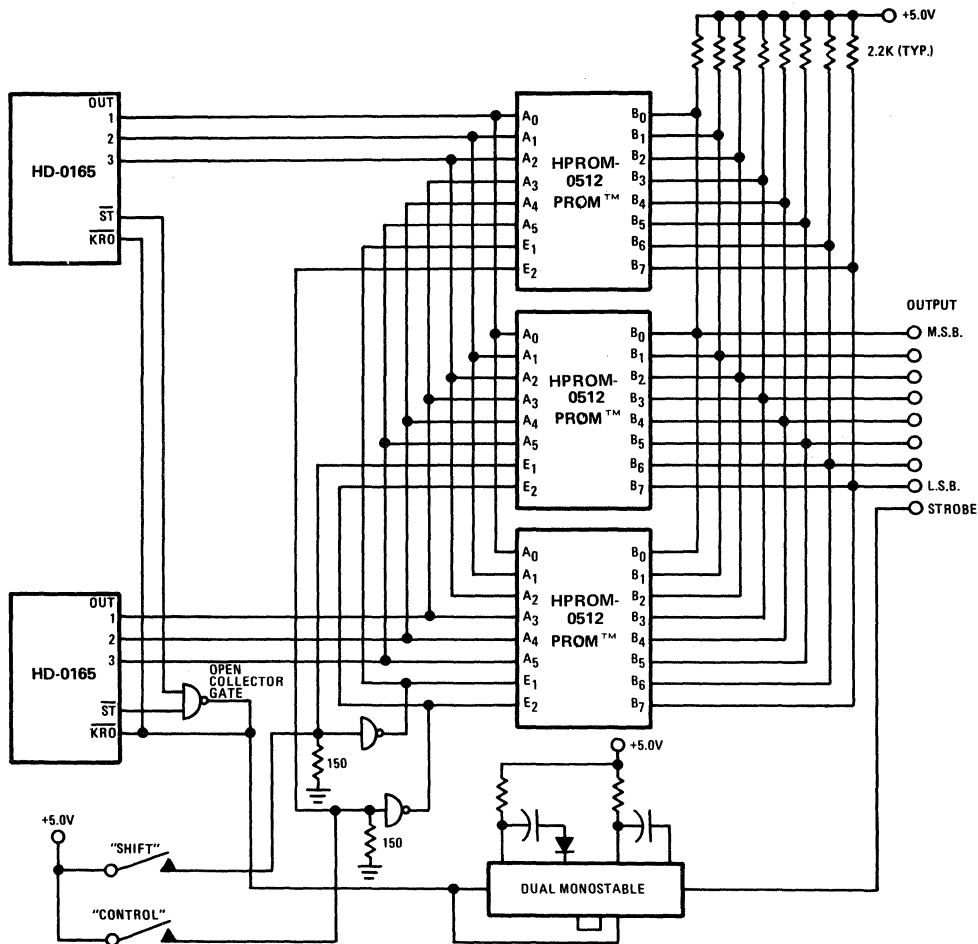 +5.0V
2.2K (TYP.)
OUT
1
2
3
HD-0165
ST
KRO
A0
A1
A2
A3
A4
A5
E1
E2
HPROM-
0512
PROM™
B0
B1
B2
B3
B4
B5
B6
B7
OUTPUT
M.S.B.
A0
A1
A2
A3
A4
A5
E1
E2
HPROM-
0512
PROM™
B0
B1
B2
B3
B4
B5
B6
B7
L.S.B.
STROBE
OUT
1
2
3
HD-0165
ST
KRO
OPEN
COLLECTOR
GATE
A0
A1
A2
A3
A4
A5
E1
E2
HPROM-
0512
PROM™
B0
B1
B2
B3
B4
B5
B6
B7
150
150
+5.0V
+5.0V
"SHIFT"
"CONTROL"
DUAL MONOSTABLE